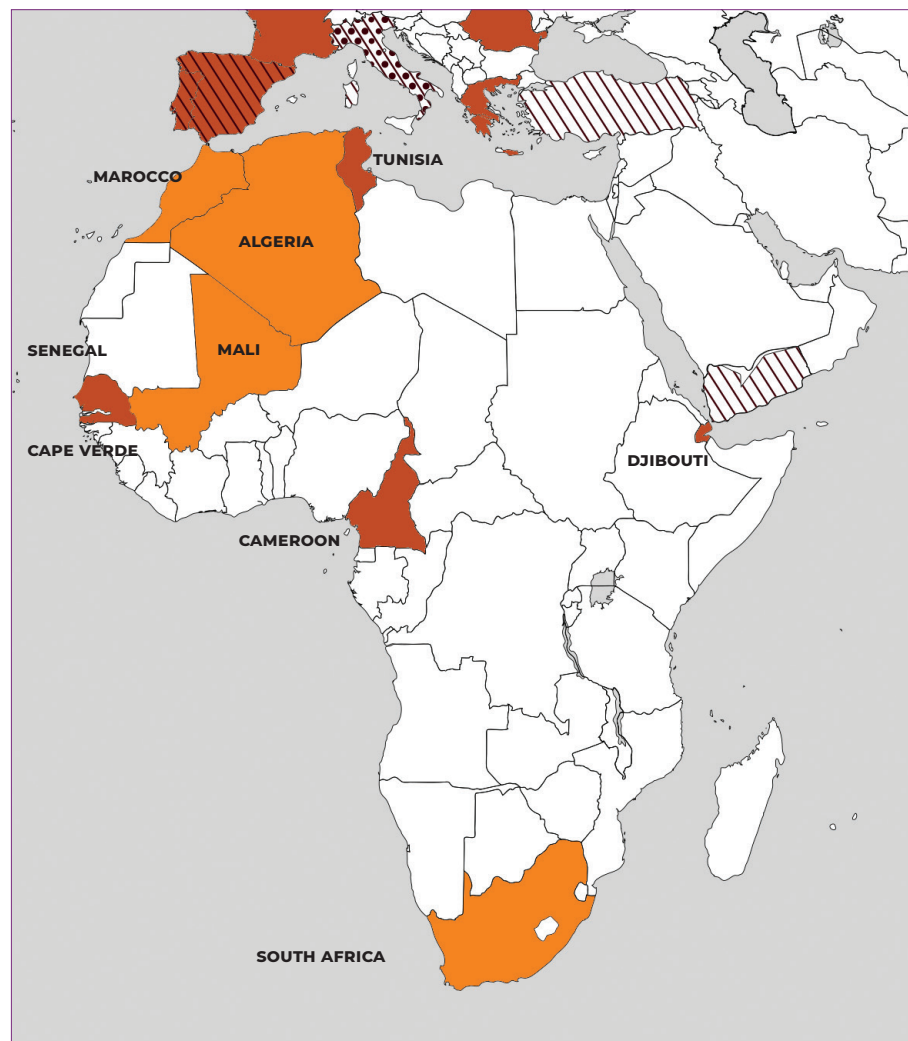 TUNISIA
MAROCCO
ALGERIA
SENEGAL
MALI
CAPE VERDE
DJIBOUTI
CAMEROON
SOUTH AFRICA